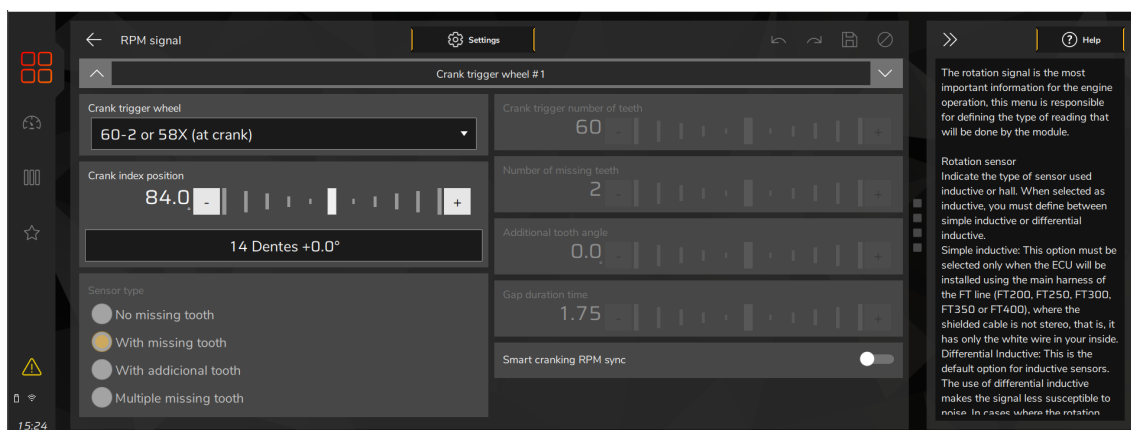 RPM signal
Settings
Help
Crank trigger wheel #1
Crank trigger wheel
60-2 or 58X (at crank)
Crank index position
84.0
-
+
14 Dentes +0.0°
Sensor type
No missing tooth
With missing tooth
With addicional tooth
Multiple missing tooth
Crank trigger number of teeth
60
-
+
Number of missing teeth
2
-
+
Additional tooth angle
0.0
-
+
Gap duration time
1.75
-
+
Smart cranking RPM sync
The rotation signal is the most
important information for the engine
operation, this menu is responsible
for defining the type of reading that
will be done by the module.
Rotation sensor
Indicate the type of sensor used
inductive or hall. When selected as
inductive, you must define between
simple inductive or differential
inductive.
Simple inductive: This option must be
selected only when the ECU will be
installed using the main harness of
the FT line (FT200, FT250, FT300,
FT350 or FT400), where the
shielded cable is not stereo, that is, it
has only the white wire in your inside.
Differential Inductive: This is the
default option for inductive sensors.
The use of differential inductive
makes the signal less susceptible to
noise. In cases where the rotation
15:24